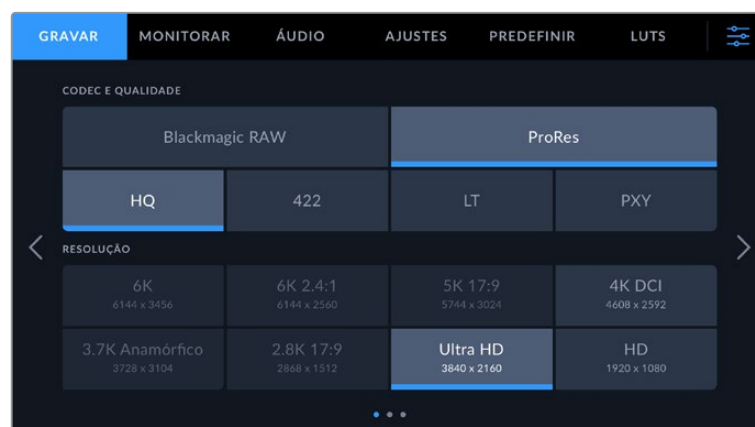 GRAVAR MONITORAR ÁUDIO AJUSTES PREDEFINIR LUTS
CODEC E QUALIDADE
Blackmagic RAW ProRes
HQ 422 LT PXY
RESOLUÇÃO
6K 6K 2.4:1 5K 17:9 4K DCI
6144 x 3456 6144 x 2560 5744 x 3024 4608 x 2592
3.7K Anamórfico 2.8K 17:9 Ultra HD HD
3728 x 3104 2868 x 1512 3840 x 2160 1920 x 1080